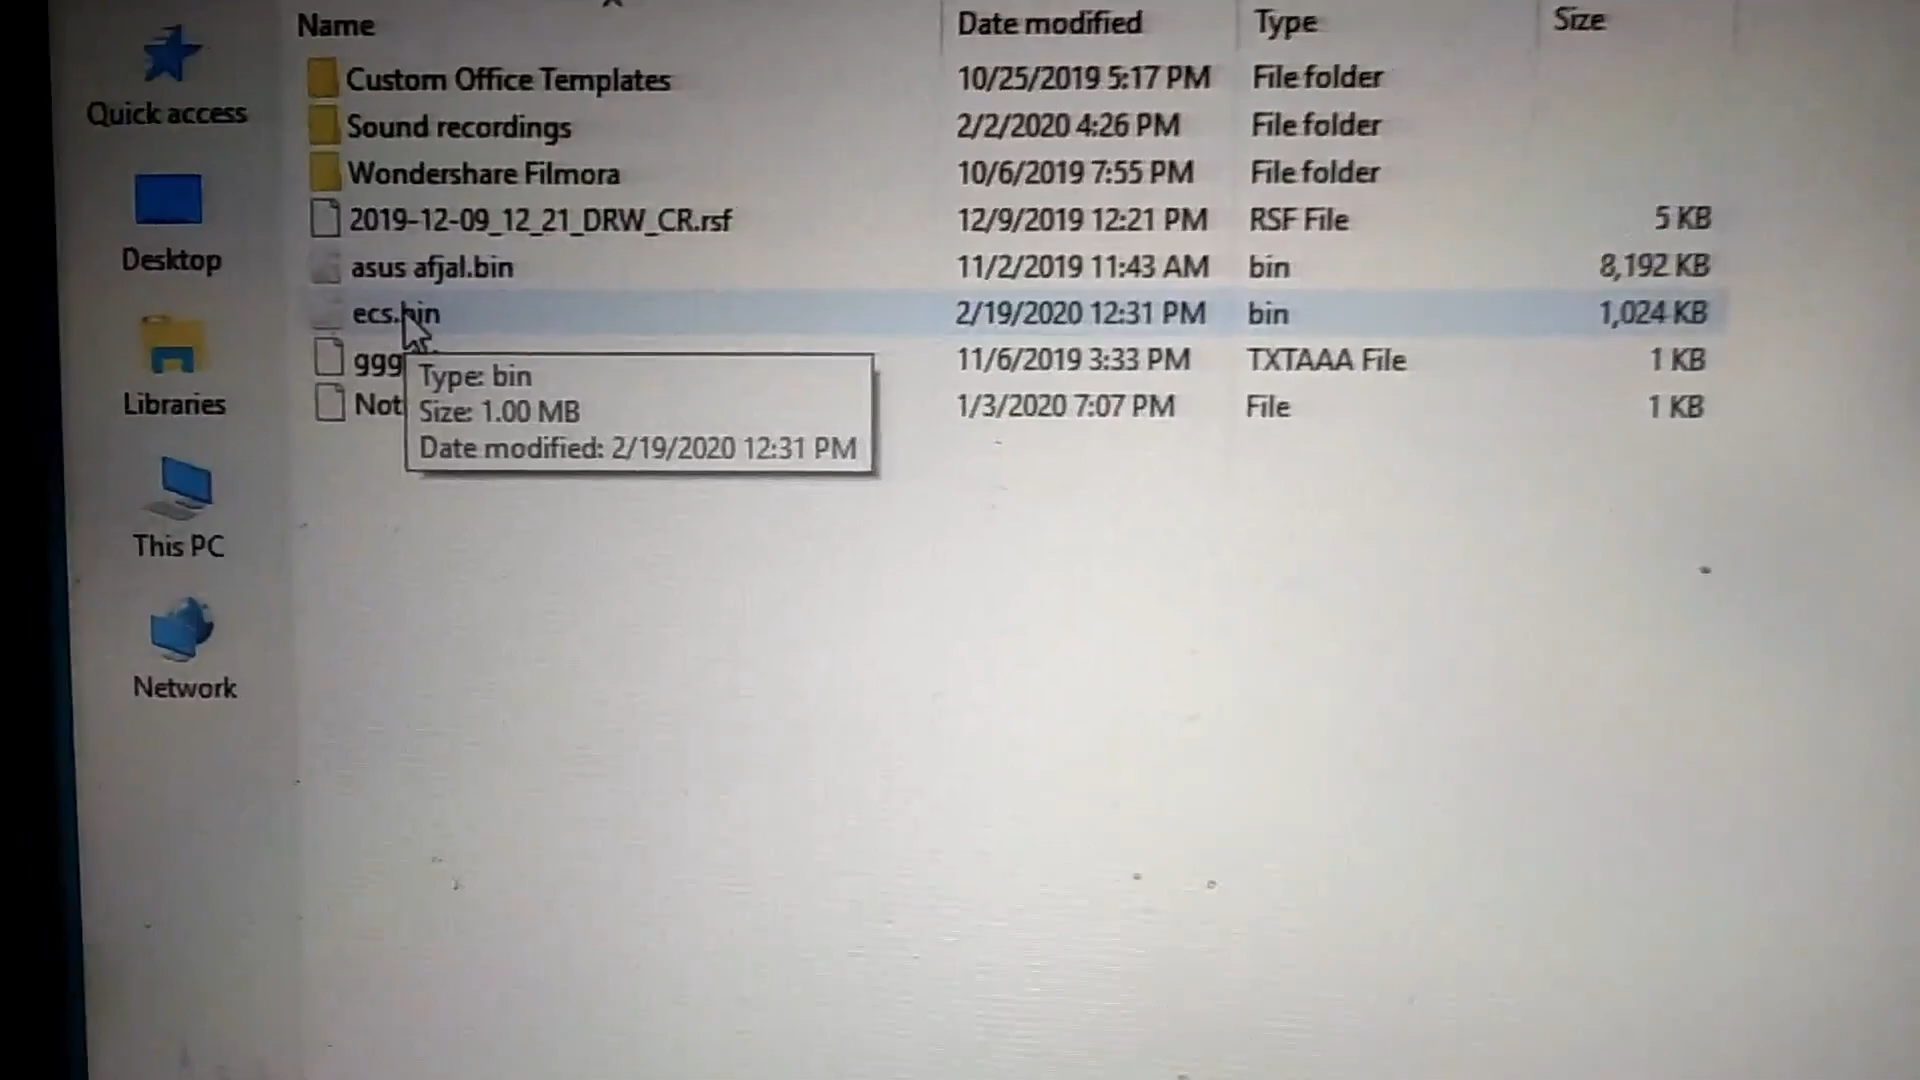 Name Date modified Type Size
Quick access
Custom Office Templates 10/25/2019 5:17 PM File folder
Sound recordings 2/2/2020 4:26 PM File folder
Wondershare Filmora 10/6/2019 7:55 PM File folder
2019-12-09_12_21_DRW_CR.rsf 12/9/2019 12:21 PM RSF File 5 KB
Desktop
asus afjal.bin 11/2/2019 11:43 AM bin 8,192 KB
ecs.bin 2/19/2020 12:31 PM bin 1,024 KB
ggg 11/6/2019 3:33 PM TXTAAA File 1 KB
Not 1/3/2020 7:07 PM File 1 KB
Type: bin
Size: 1.00 MB
Date modified: 2/19/2020 12:31 PM
Libraries
This PC
Network